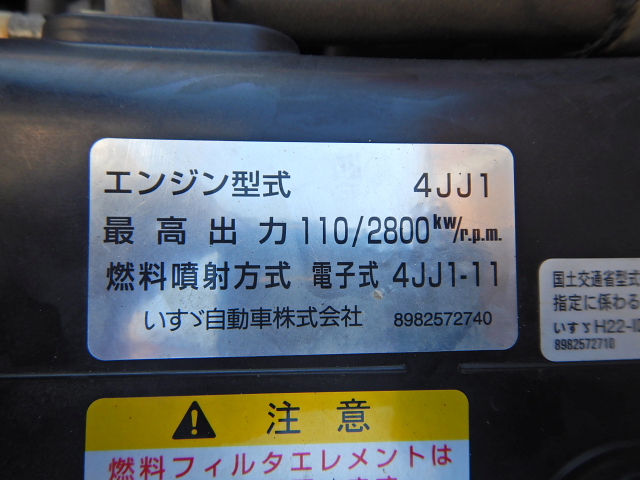 エンジン型式 4JJ1
最高出力 110/2800kw/r.p.m.
燃料噴射方式 電子式 4JJ1-11
いすゞ自動車株式会社 8982572740
国土交通省型式
指定に係わる
いすゞ H22-I
8982572710
注意
燃料フィルタエレメントは